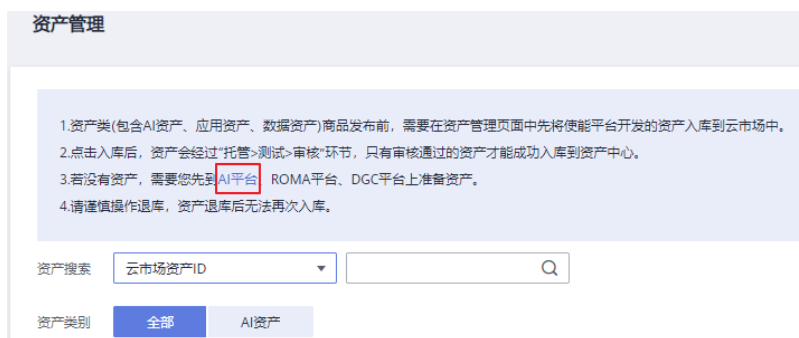 资产管理
1.资产类(包含AI资产、应用资产、数据资产)商品发布前，需要在资产管理页面中先将使能平台开发的资产入库到云市场中。
2.点击入库后，资产会经过“托管>测试>审核”环节，只有审核通过的资产才能成功入库到资产中心。
3.若没有资产，需要您先到AI平台、ROMA平台、DGC平台上准备资产。
4.请谨慎操作退库，资产退库后无法再次入库。
资产搜索 云市场资产ID
资产类别 全部 AI资产